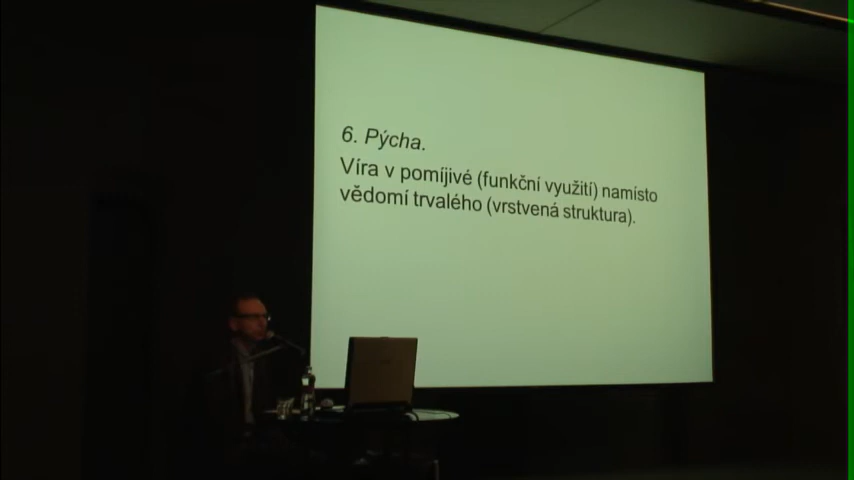 6. Pýcha.
Víra v pomíjivé (funkční využití) namísto
vědomí trvalého (vrstvená struktura).